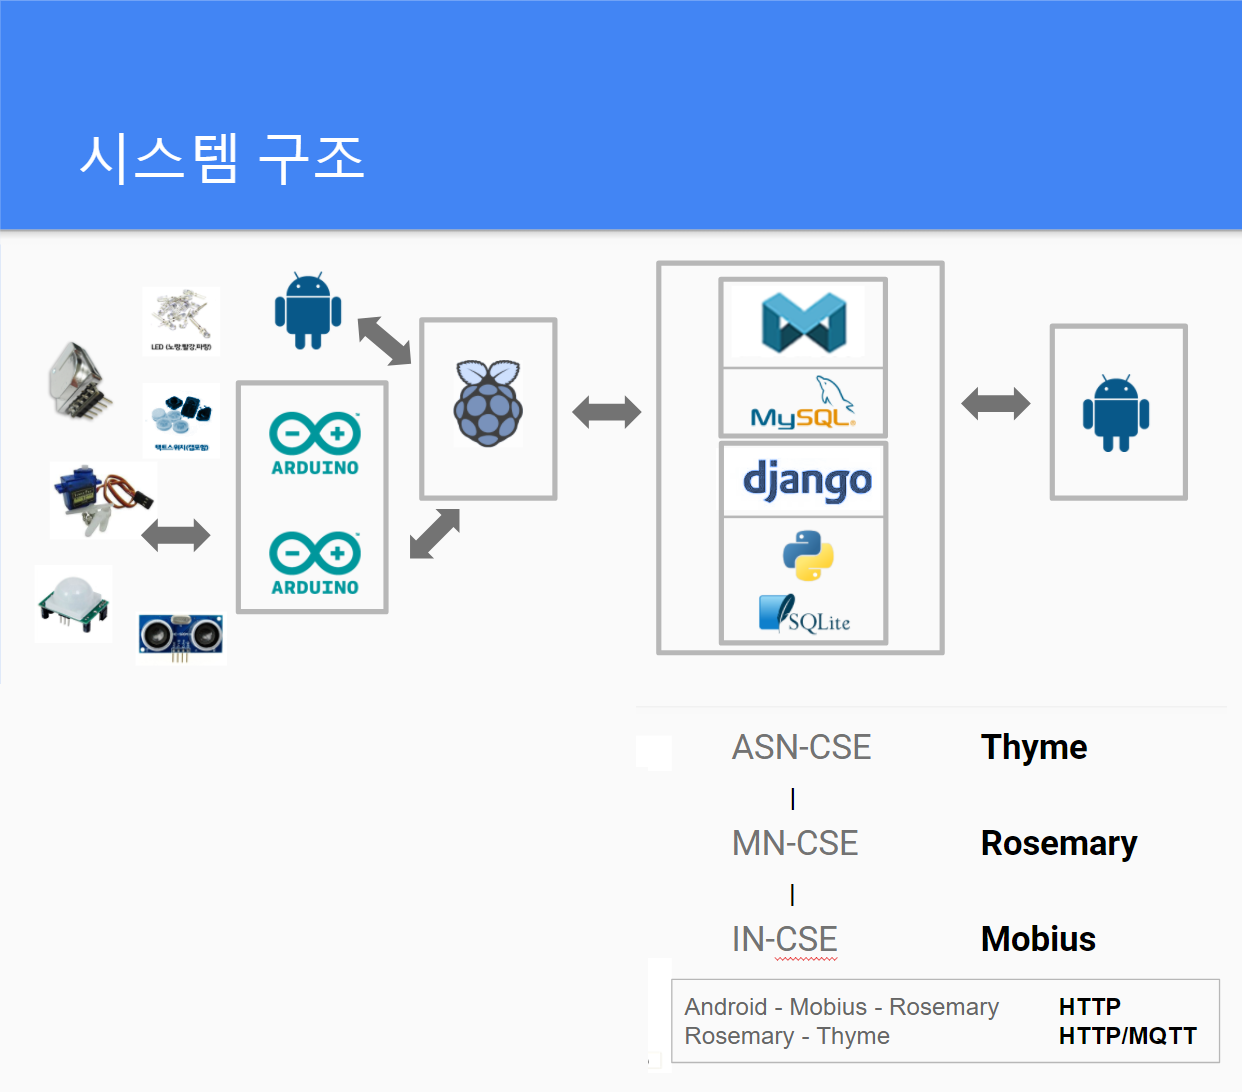 시스템 구조
LED (노랑,빨강,파랑)
택트스위치(캡포함)
ARDUINO
ARDUINO
MySQL
django
SQLite
ASN-CSE Thyme
|
MN-CSE Rosemary
|
IN-CSE Mobius
Android - Mobius - Rosemary HTTP
Rosemary - Thyme HTTP/MQTT